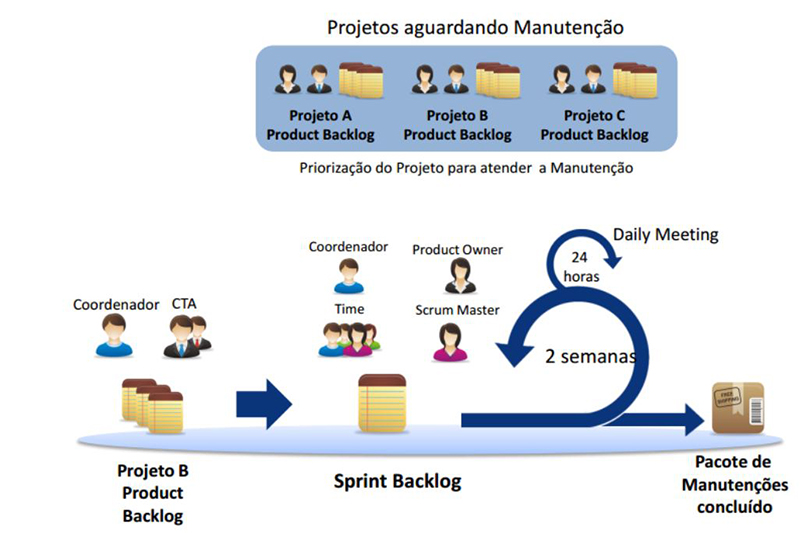 Projetos aguardando Manutenção
Projeto A
Product Backlog
Projeto B
Product Backlog
Projeto C
Product Backlog
Priorização do Projeto para atender a Manutenção
Coordenador
CTA
Projeto B
Product
Backlog
Coordenador
Product Owner
Time
Scrum Master
Sprint Backlog
Daily Meeting
24
horas
2 semanas
FREE
SHIPPING
Pacote de
Manutenções
concluído